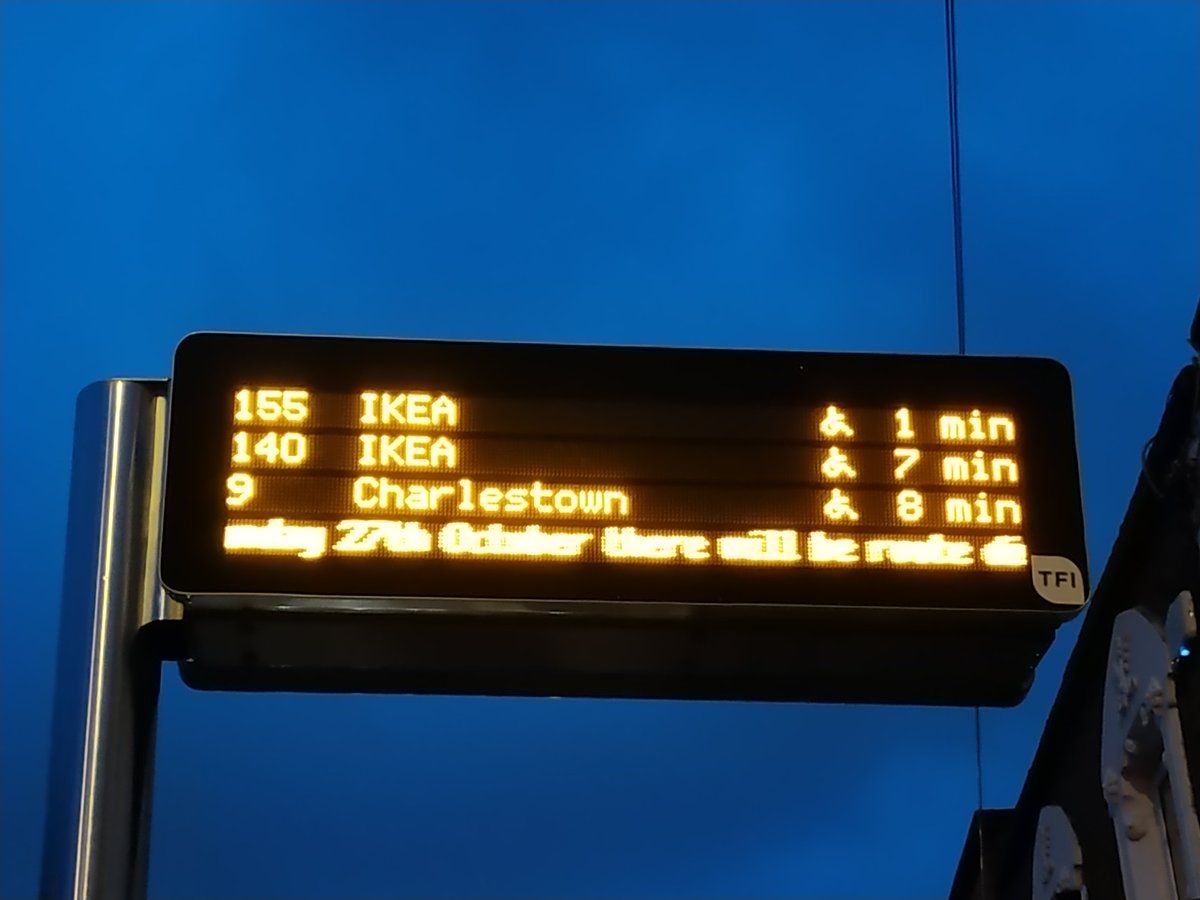 155 IKEA 1 min
140 IKEA 7 min
9 Charlestown 8 min
27th October there will be route
TFI